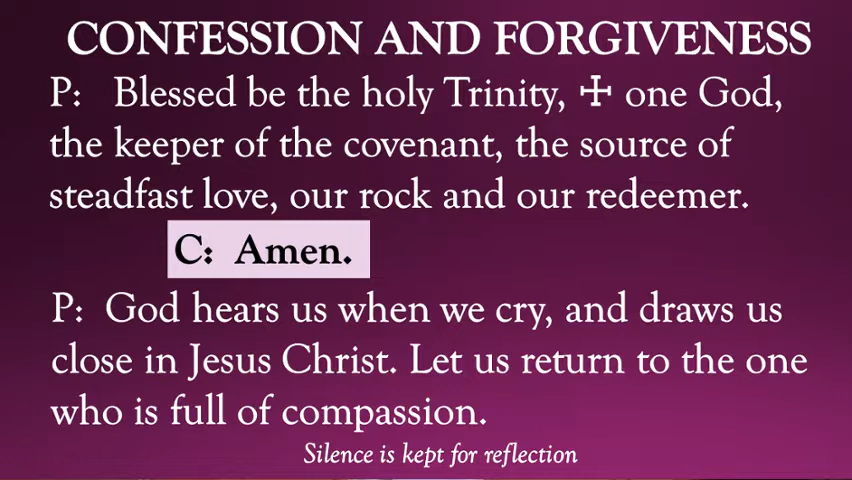 CONFESSION AND FORGIVENESS
P: Blessed be the holy Trinity, ☩ one God,
the keeper of the covenant, the source of
steadfast love, our rock and our redeemer.
C: Amen.
P: God hears us when we cry, and draws us
close in Jesus Christ. Let us return to the one
who is full of compassion.
Silence is kept for reflection